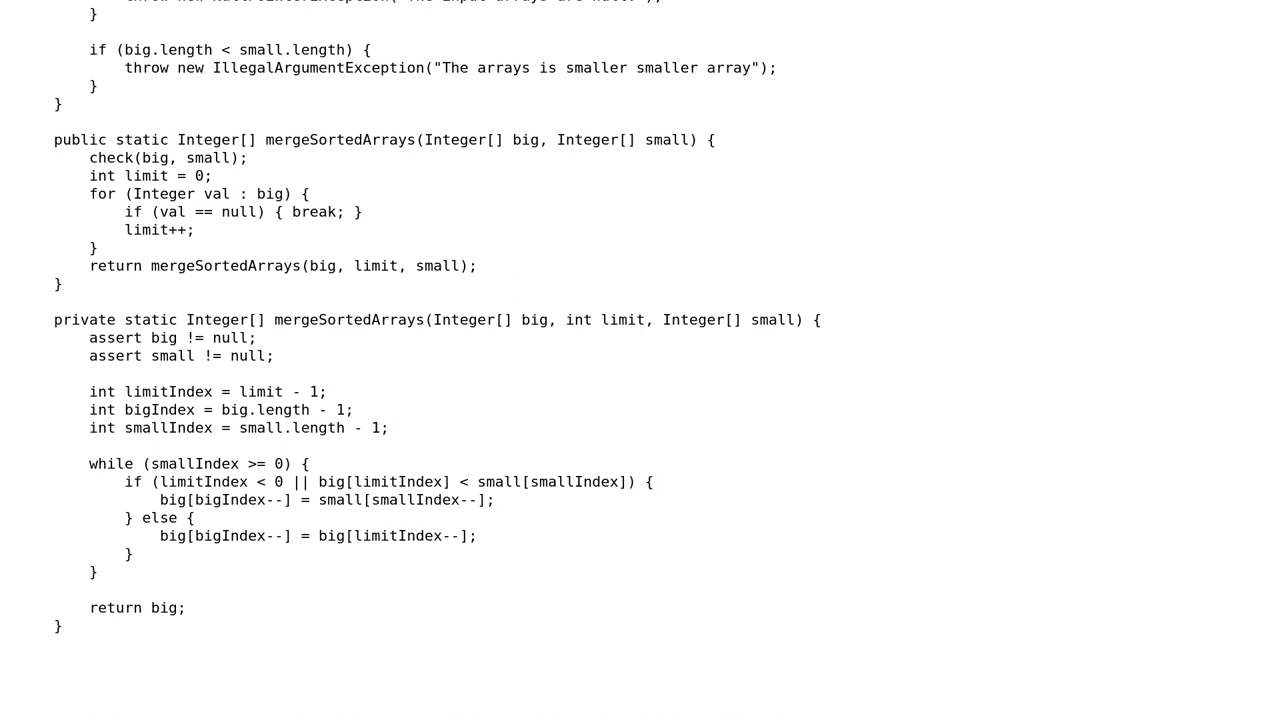 }
if (big.length < small.length) {
throw new IllegalArgumentException("The arrays is smaller smaller array");
}
}
public static Integer[] mergeSortedArrays(Integer[] big, Integer[] small) {
check(big, small);
int limit = 0;
for (Integer val : big) {
if (val == null) { break; }
limit++;
}
return mergeSortedArrays(big, limit, small);
}
private static Integer[] mergeSortedArrays(Integer[] big, int limit, Integer[] small) {
assert big != null;
assert small != null;
int limitIndex = limit - 1;
int bigIndex = big.length - 1;
int smallIndex = small.length - 1;
while (smallIndex >= 0) {
if (limitIndex < 0 || big[limitIndex] < small[smallIndex]) {
big[bigIndex--] = small[smallIndex--];
} else {
big[bigIndex--] = big[limitIndex--];
}
}
return big;
}